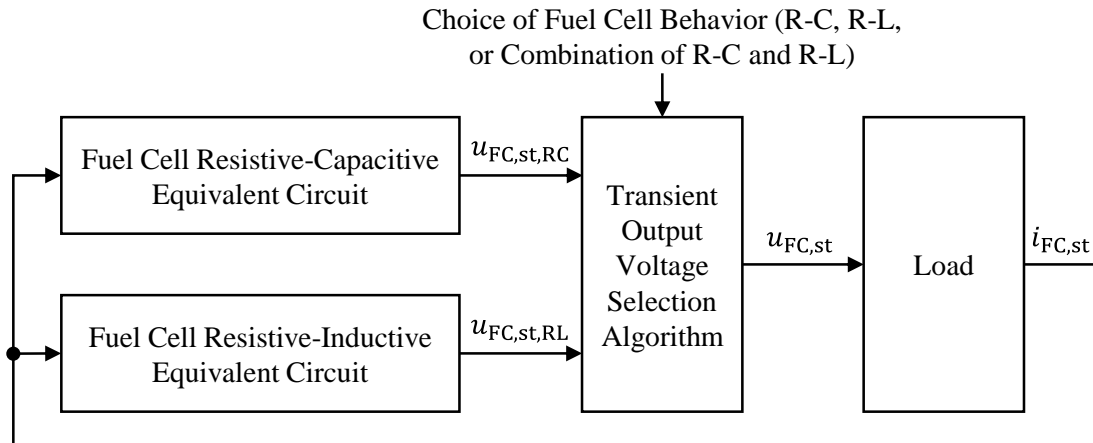 Choice of Fuel Cell Behavior (R-C, R-L,
or Combination of R-C and R-L)
Fuel Cell Resistive-Capacitive
Equivalent Circuit
u_FC,st,RC
Transient
Output
Voltage
Selection
Algorithm
u_FC,st
Load
i_FC,st
Fuel Cell Resistive-Inductive
Equivalent Circuit
u_FC,st,RL